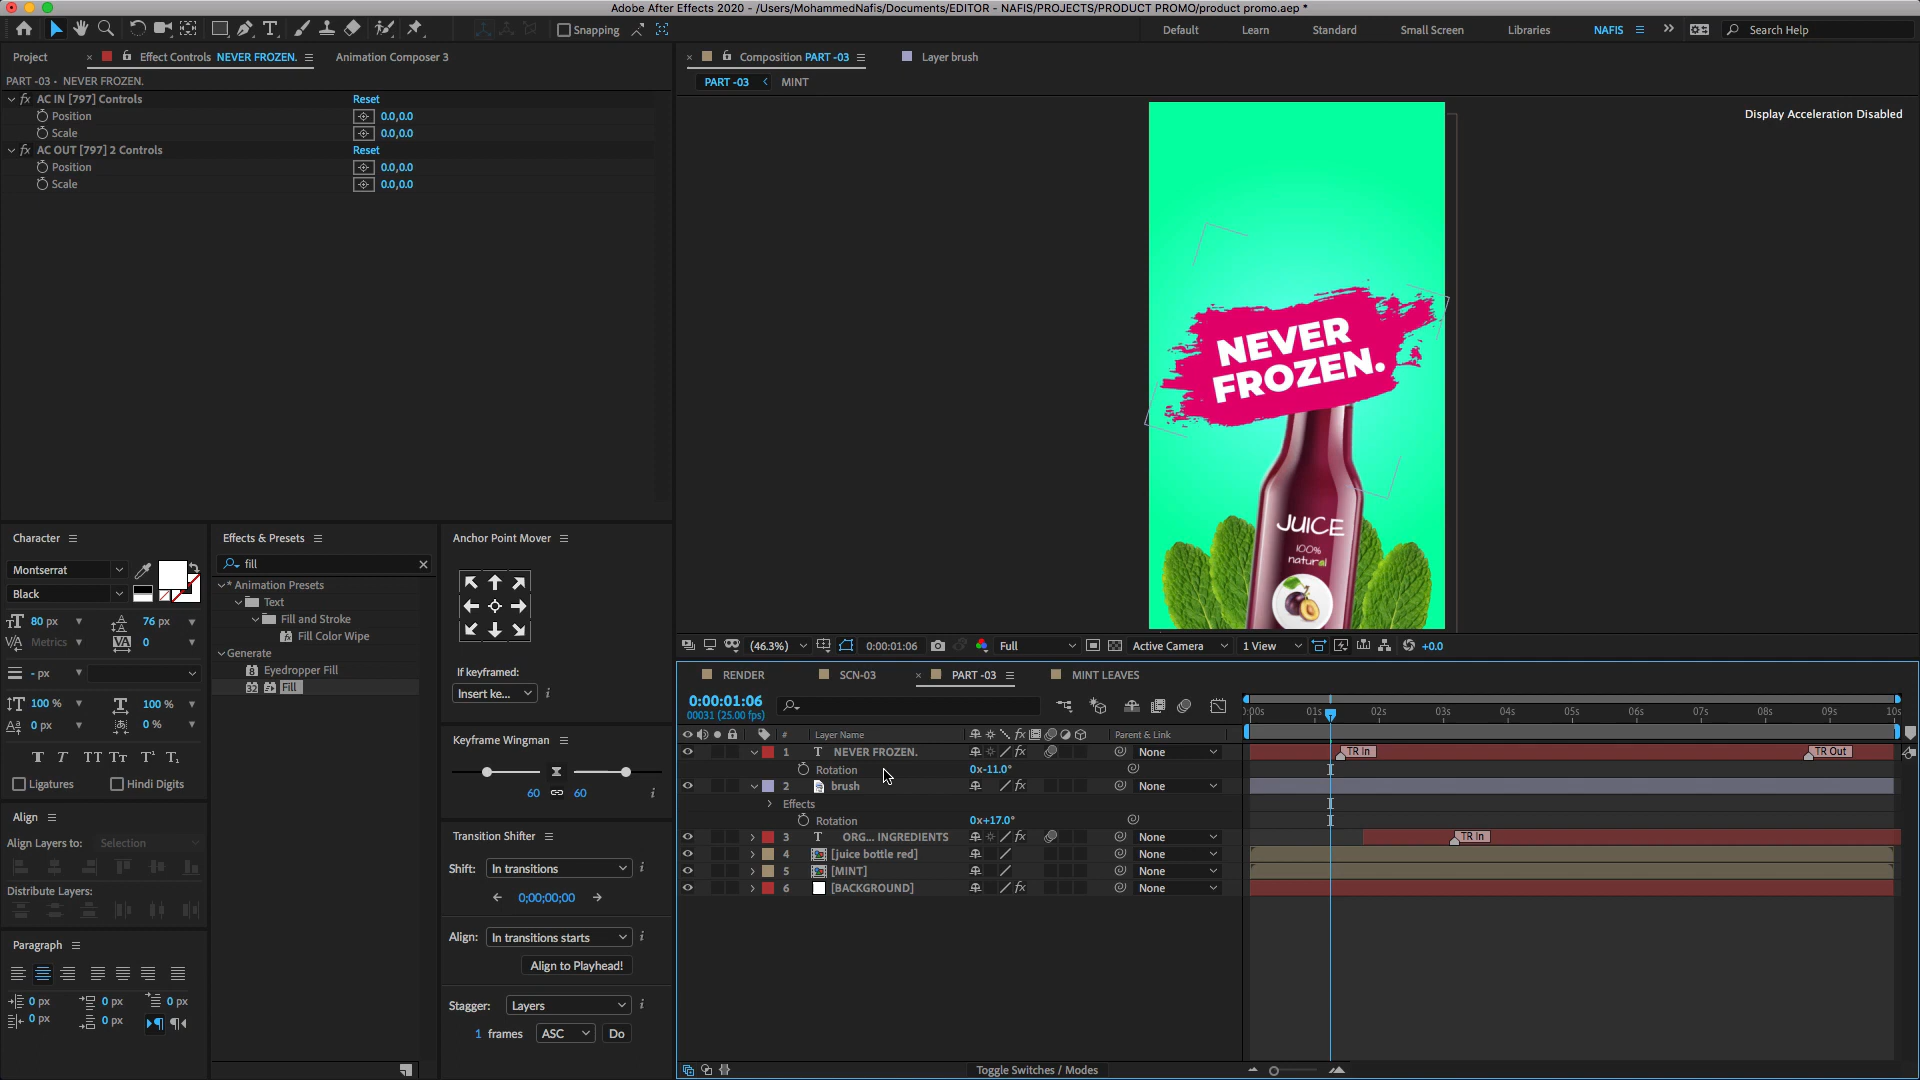 Adobe After Effects 2020 - /Users/MohammedNafis/Documents/EDITOR - NAFIS/PROJECTS/PRODUCT PROMO/product promo.aep *
Snapping
Default
Learn
Standard
Small Screen
Libraries
NAFIS
Search Help
Project
Effect Controls NEVER FROZEN.
Animation Composer 3
PART -03 • NEVER FROZEN.
fx AC IN [797] Controls
Reset
Position
0.0,0.0
Scale
0.0,0.0
fx AC OUT [797] 2 Controls
Reset
Position
0.0,0.0
Scale
0.0,0.0
Composition PART -03
Layer brush
PART -03
MINT
Display Acceleration Disabled
NEVER
FROZEN.
JUICE
100%
natural
(46.3%)
0:00:01:06
Full
Active Camera
1 View
+0.0
Character
Montserrat
Black
80 px
76 px
Metrics
0
- px
100 %
100 %
0 px
0 %
Ligatures
Hindi Digits
Align
Align Layers to:
Selection
Distribute Layers:
Paragraph
0 px
0 px
0 px
0 px
0 px
Effects & Presets
fill
* Animation Presets
Text
Fill and Stroke
Fill Color Wipe
Generate
Eyedropper Fill
Fill
Anchor Point Mover
If keyframed:
Insert ke...
Keyframe Wingman
60
60
Transition Shifter
Shift:
In transitions
0;00;00;00
Align:
In transitions starts
Align to Playhead!
Stagger:
Layers
1 frames
ASC
Do
RENDER
SCN-03
PART -03
MINT LEAVES
0:00:01:06
00031 (25.00 fps)
#
Layer Name
Parent & Link
1
NEVER FROZEN.
None
Rotation
0x-11.0°
2
brush
None
Effects
Rotation
0x+17.0°
3
ORG... INGREDIENTS
None
4
[juice bottle red]
None
5
[MINT]
None
6
[BACKGROUND]
None
:00s
01s
02s
03s
04s
05s
06s
07s
08s
09s
10s
TR In
TR Out
TR In
Toggle Switches / Modes